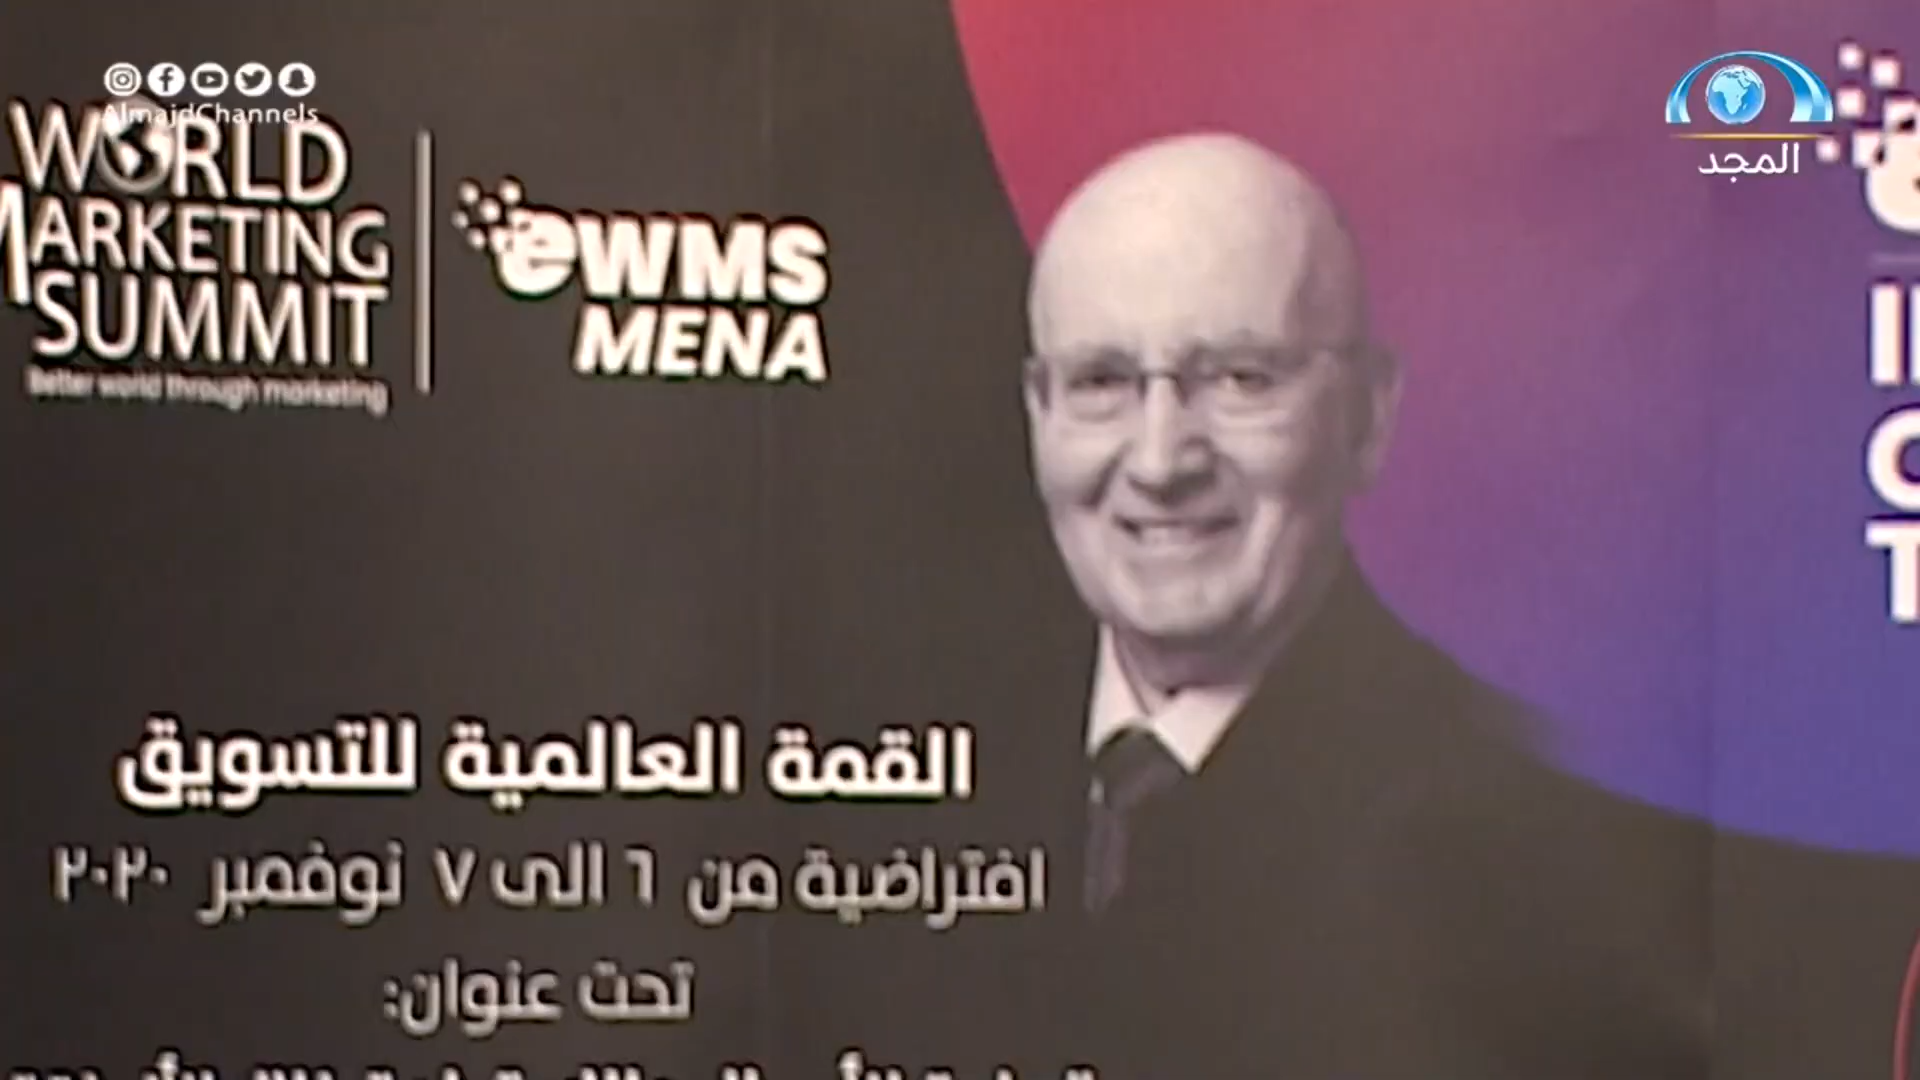 AlmajdChannels
المجد
WORLD
MARKETING
SUMMIT
Better world through marketing
eWMS
MENA
القمة العالمية للتسويق
افتراضية من ٦ الى ٧ نوفمبر ٢٠٢٠
تحت عنوان: